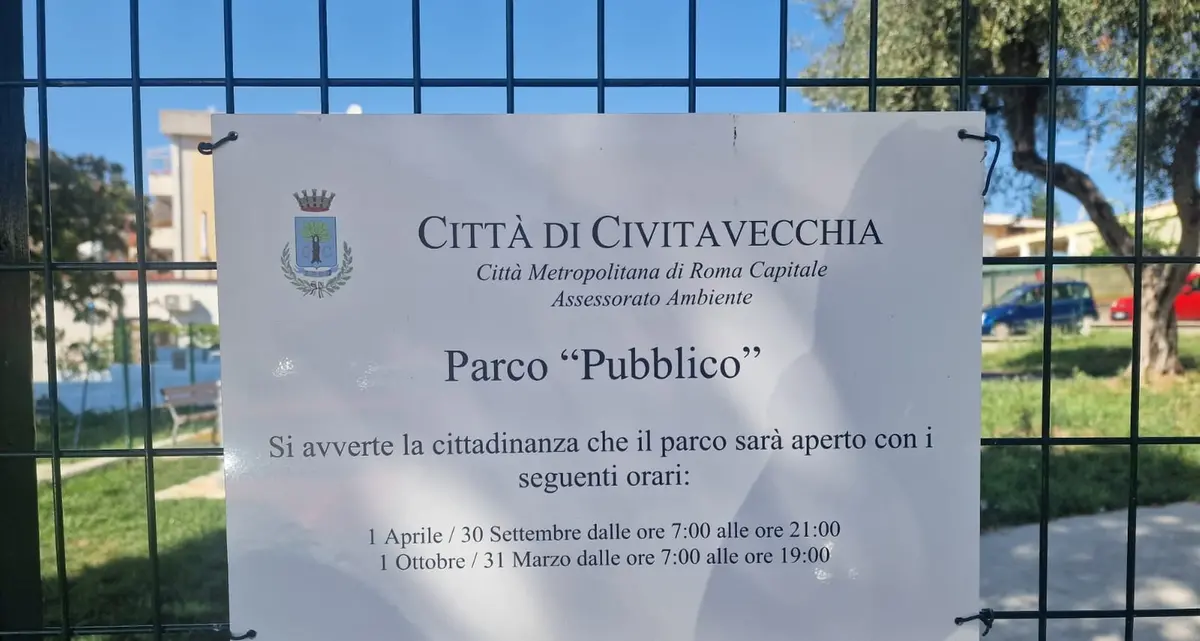 CITTÀ DI CIVITAVECCHIA
Città Metropolitana di Roma Capitale
Assessorato Ambiente
Parco “Pubblico”
Si avverte la cittadinanza che il parco sarà aperto con i
seguenti orari:
1 Aprile / 30 Settembre dalle ore 7:00 alle ore 21:00
1 Ottobre / 31 Marzo dalle ore 7:00 alle ore 19:00